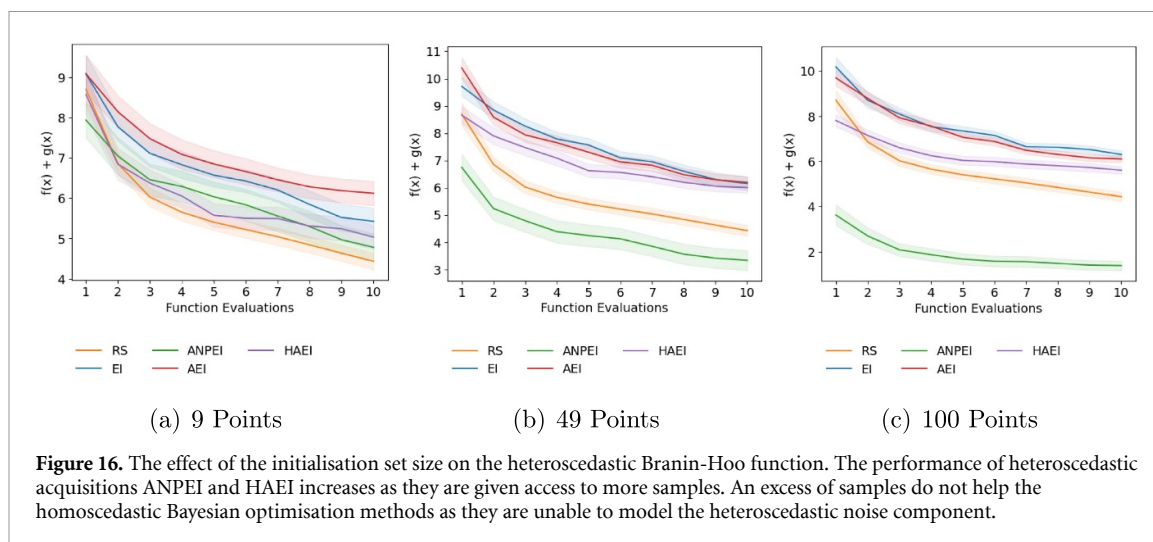 9
8
7
6
5
4
f(x) + g(x)
1 2 3 4 5 6 7 8 9 10
Function Evaluations
RS ANPEI HAEI
EI AEI
(a) 9 Points
11
10
9
8
7
6
5
4
3
f(x) + g(x)
1 2 3 4 5 6 7 8 9 10
Function Evaluations
RS ANPEI HAEI
EI AEI
(b) 49 Points
10
8
6
4
2
f(x) + g(x)
1 2 3 4 5 6 7 8 9 10
Function Evaluations
RS ANPEI HAEI
EI AEI
(c) 100 Points
Figure 16. The effect of the initialisation set size on the heteroscedastic Branin-Hoo function. The performance of heteroscedastic
acquisitions ANPEI and HAEI increases as they are given access to more samples. An excess of samples do not help the
homoscedastic Bayesian optimisation methods as they are unable to model the heteroscedastic noise component.